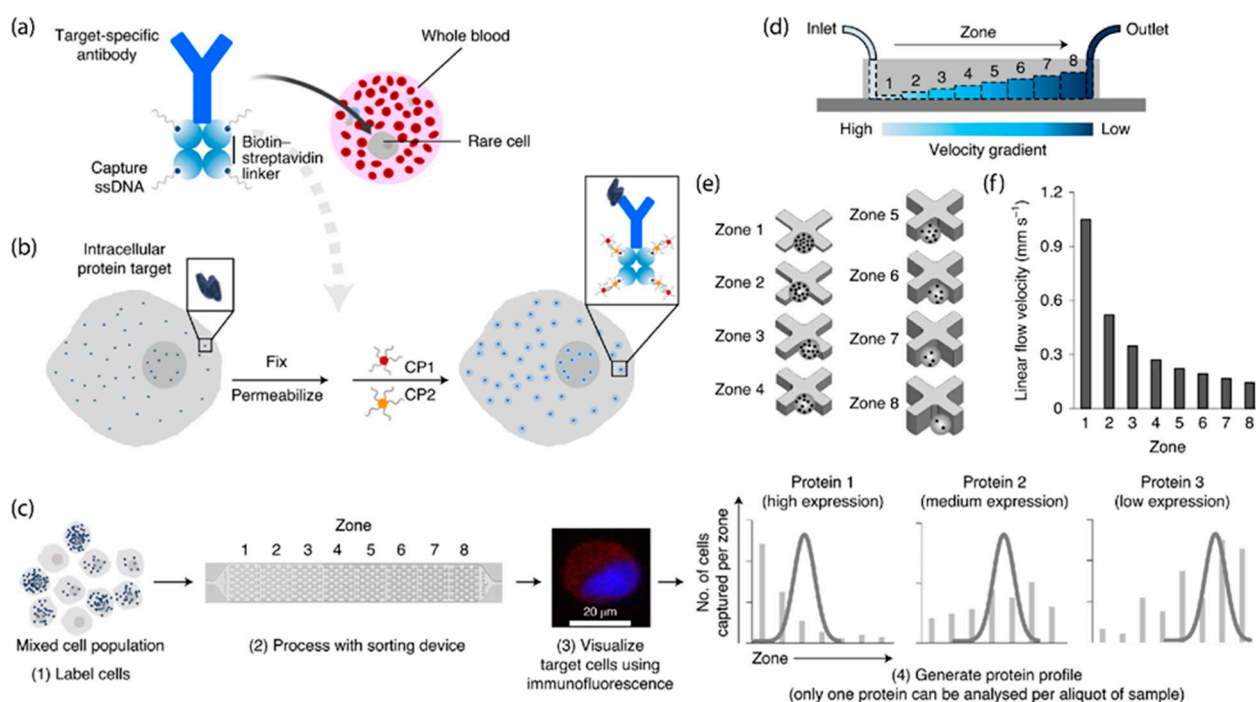 (a)
Target-specific
antibody
Capture
ssDNA
Biotin–
streptavidin
linker
Whole blood
Rare cell
(b)
Intracellular
protein target
Fix
Permeabilize
CP1
CP2
(c)
Mixed cell population
(1) Label cells
Zone
1 2 3 4 5 6 7 8
(2) Process with sorting device
20 µm
(3) Visualize
target cells using
immunofluorescence
(d)
Inlet
Zone
Outlet
1 2 3 4 5 6 7 8
High
Low
Velocity gradient
(e)
Zone 1
Zone 2
Zone 3
Zone 4
Zone 5
Zone 6
Zone 7
Zone 8
(f)
Linear flow velocity (mm s⁻¹)
1.2
0.9
0.6
0.3
0
1 2 3 4 5 6 7 8
Zone
Protein 1
(high expression)
Protein 2
(medium expression)
Protein 3
(low expression)
No. of cells
captured per zone
Zone
(4) Generate protein profile
(only one protein can be analysed per aliquot of sample)